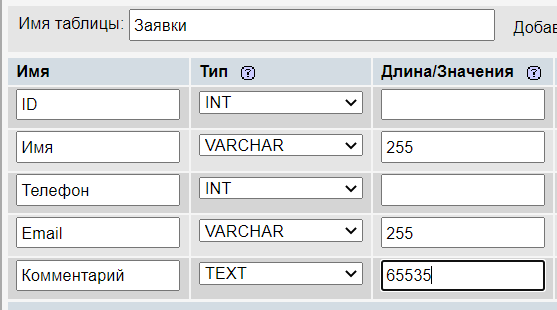 Имя таблицы: Заявки Добав
Имя Тип Длина/Значения
ID INT
Имя VARCHAR 255
Телефон INT
Email VARCHAR 255
Комментарий TEXT 65535